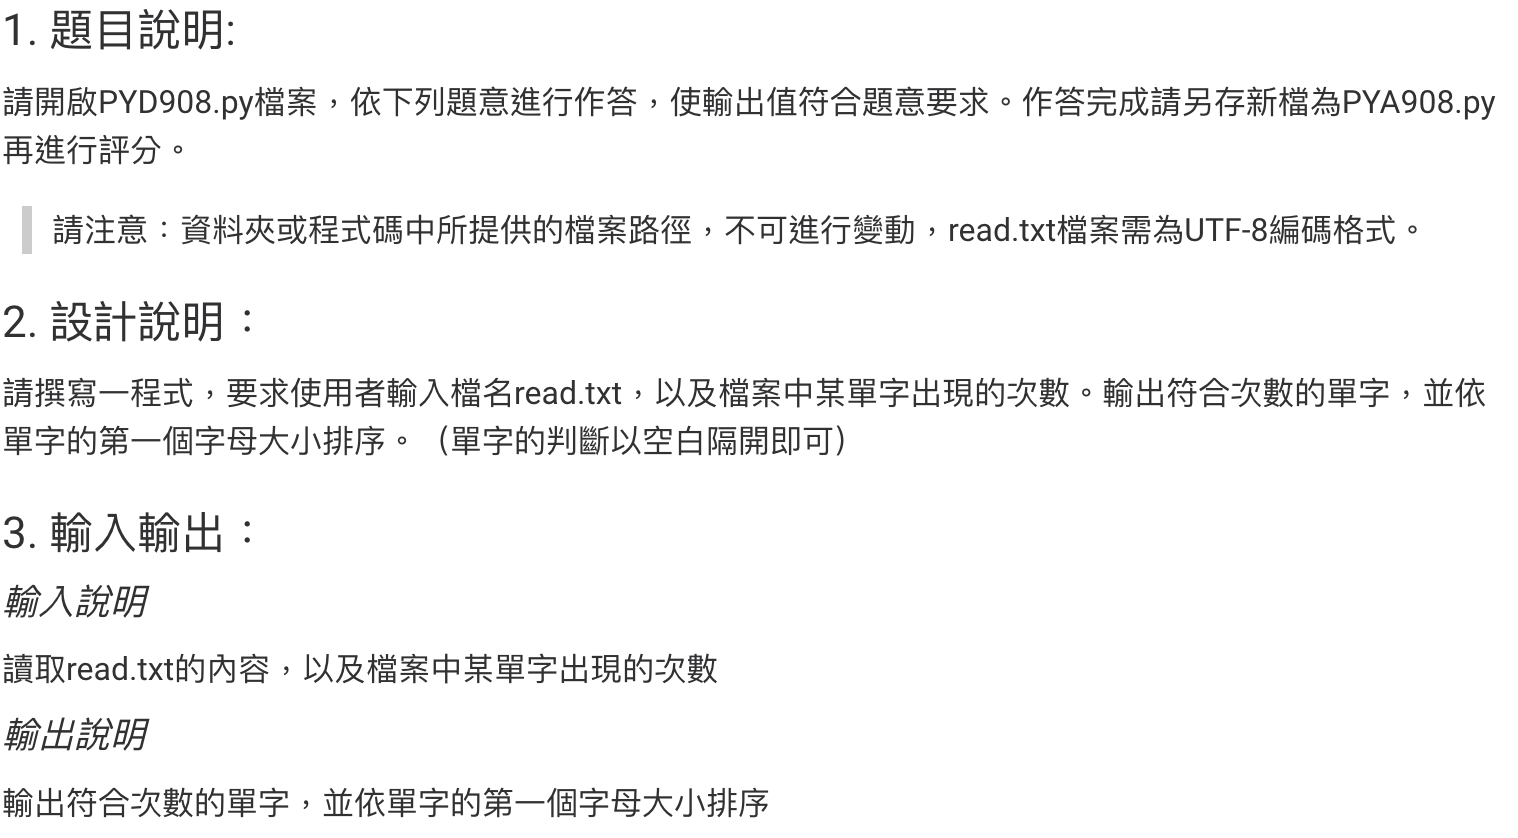 1. 題目說明:
請開啟PYD908.py檔案，依下列題意進行作答，使輸出值符合題意要求。作答完成請另存新檔為PYA908.py
再進行評分。
請注意：資料夾或程式碼中所提供的檔案路徑，不可進行變動，read.txt檔案需為UTF-8編碼格式。
2. 設計說明：
請撰寫一程式，要求使用者輸入檔名read.txt，以及檔案中某單字出現的次數。輸出符合次數的單字，並依
單字的第一個字母大小排序。（單字的判斷以空白隔開即可）
3. 輸入輸出：
輸入說明
讀取read.txt的內容，以及檔案中某單字出現的次數
輸出說明
輸出符合次數的單字，並依單字的第一個字母大小排序